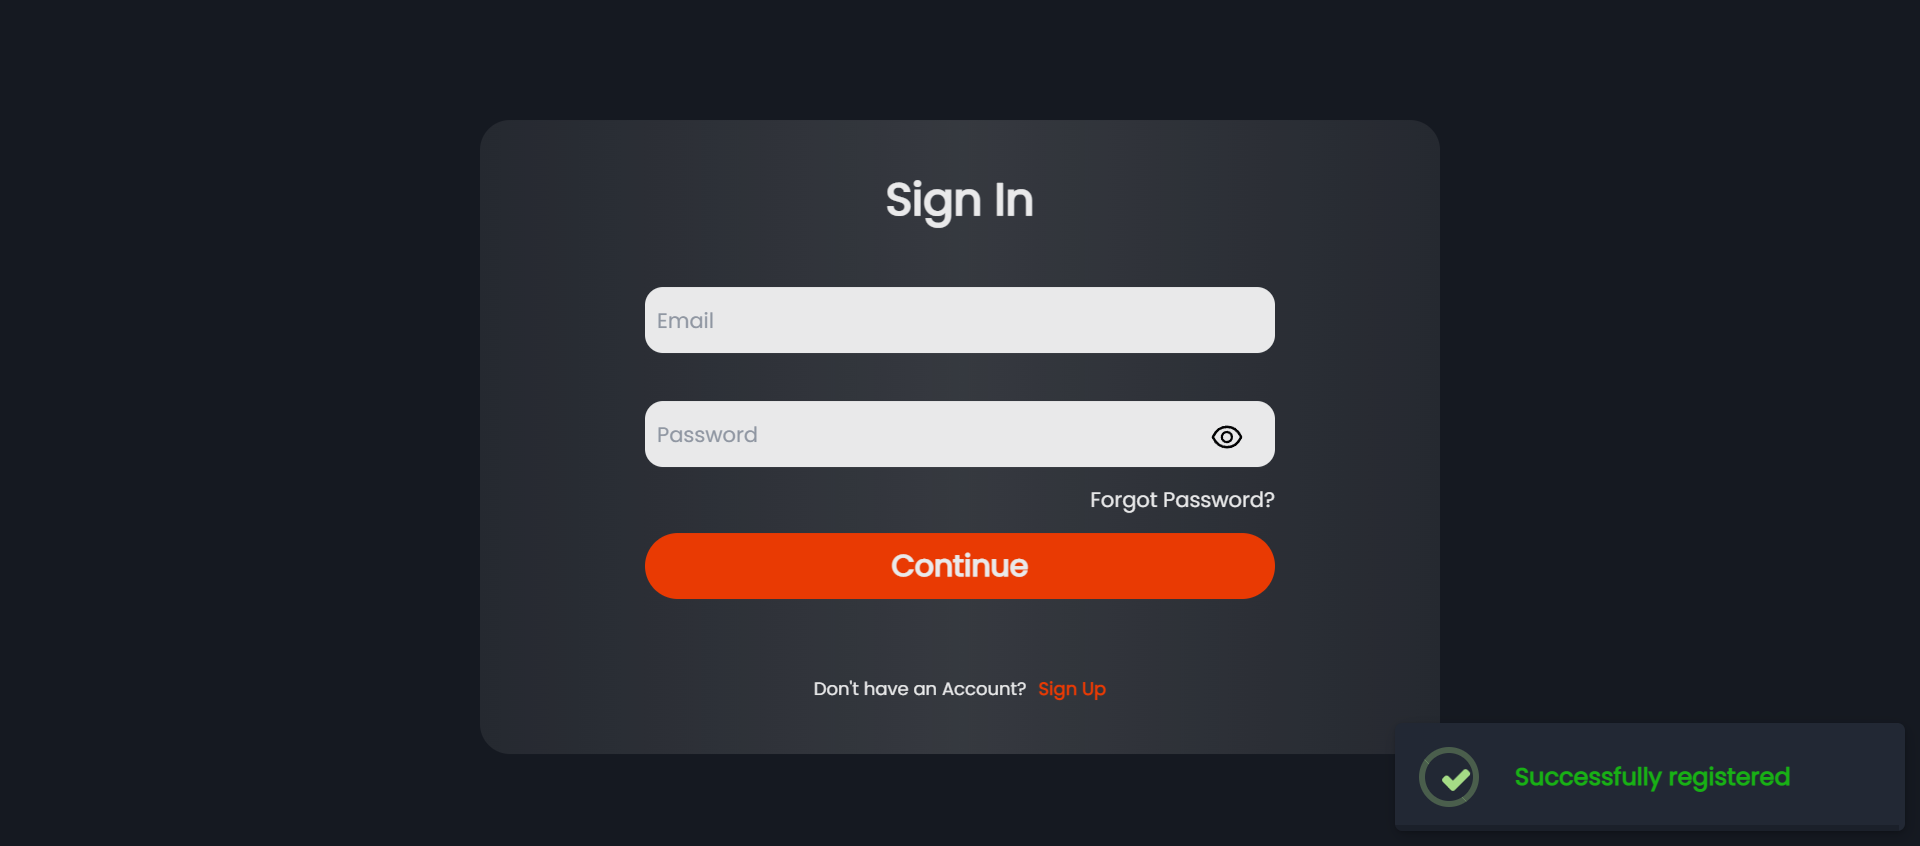 Sign In
Email
Password
Forgot Password?
Continue
Don't have an Account? Sign Up
Successfully registered